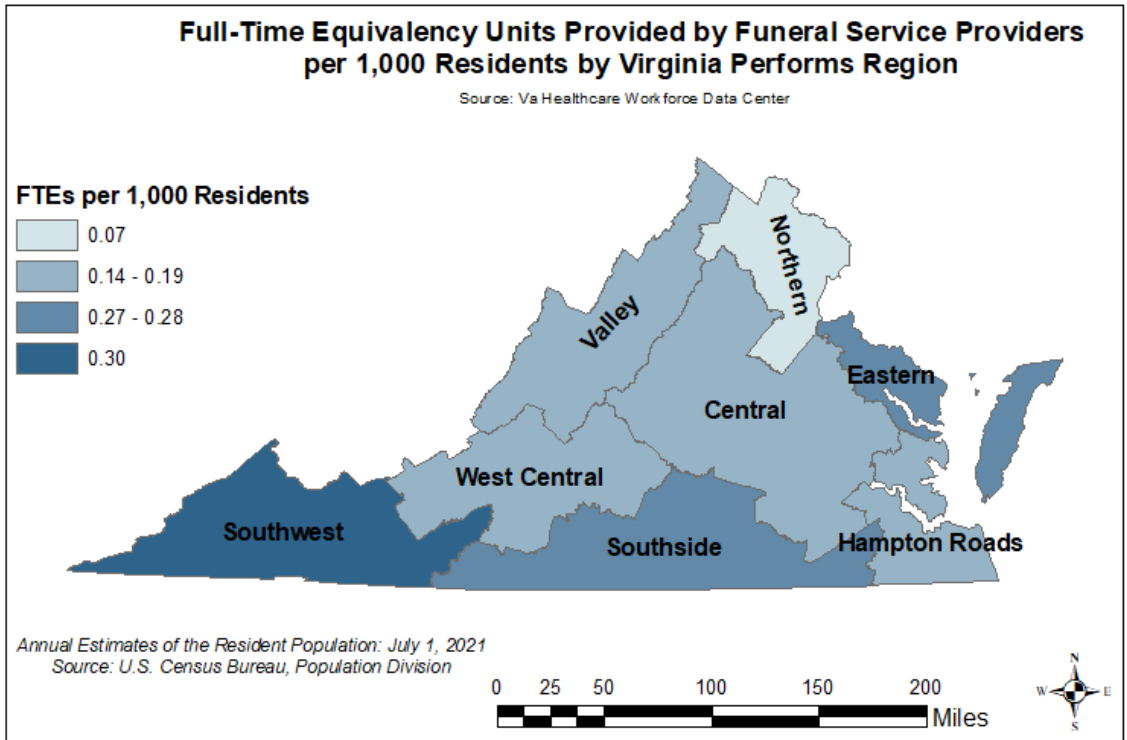 Full-Time Equivalency Units Provided by Funeral Service Providers
per 1,000 Residents by Virginia Performs Region
Source: Va Healthcare Workforce Data Center
FTEs per 1,000 Residents
0.07
0.14 - 0.19
0.27 - 0.28
0.30
Northern
Valley
Eastern
Central
West Central
Southwest
Southside
Hampton Roads
Annual Estimates of the Resident Population: July 1, 2021
Source: U.S. Census Bureau, Population Division
0 25 50 100 150 200
Miles
N
W E
S